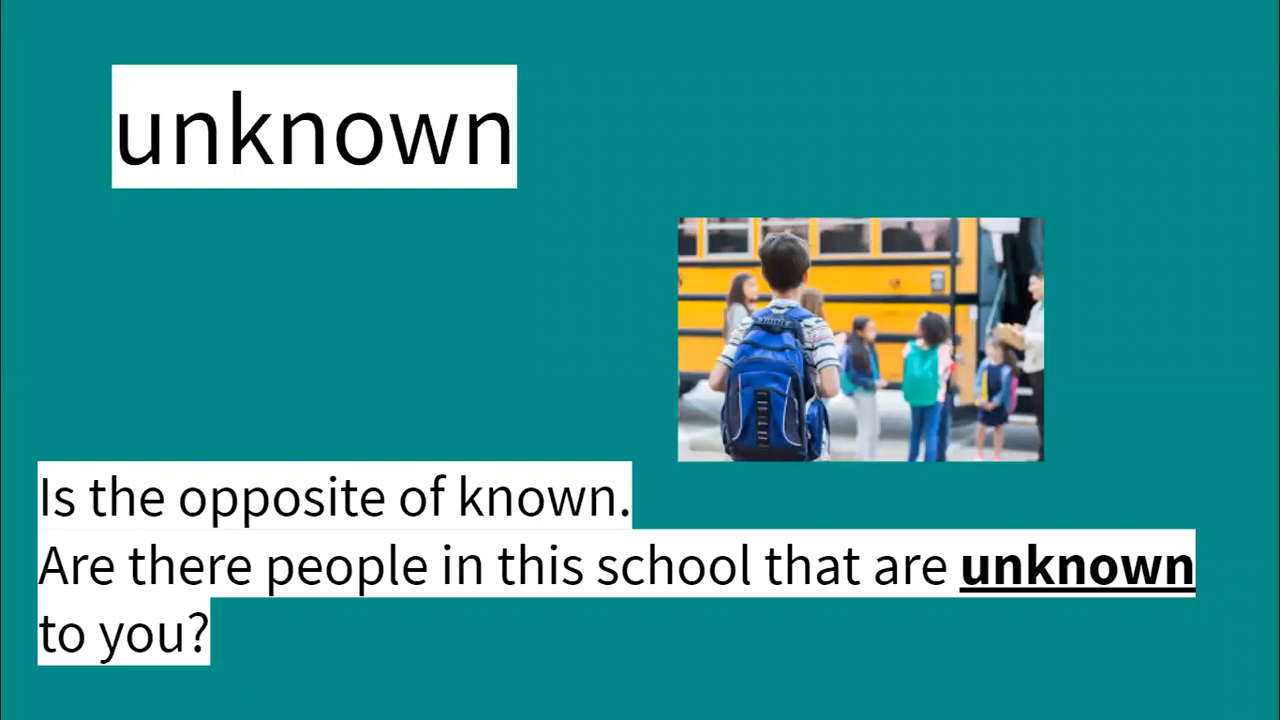 unknown
Is the opposite of known.
Are there people in this school that are unknown
to you?